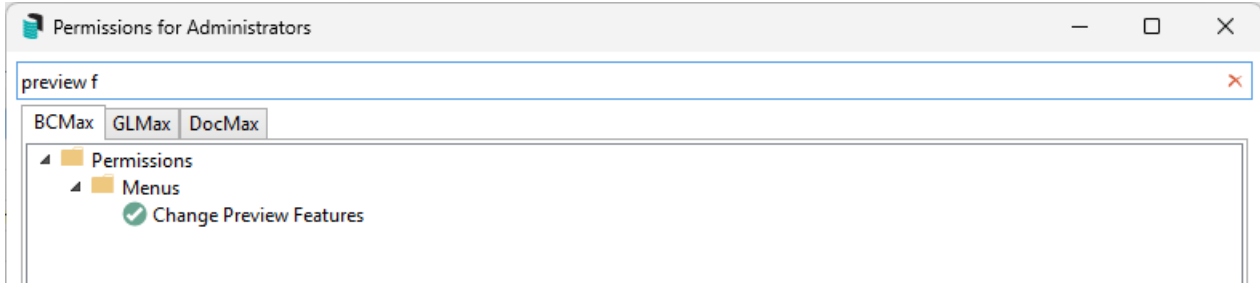 Permissions for Administrators
preview f
BCMax GLMax DocMax
Permissions
Menus
Change Preview Features